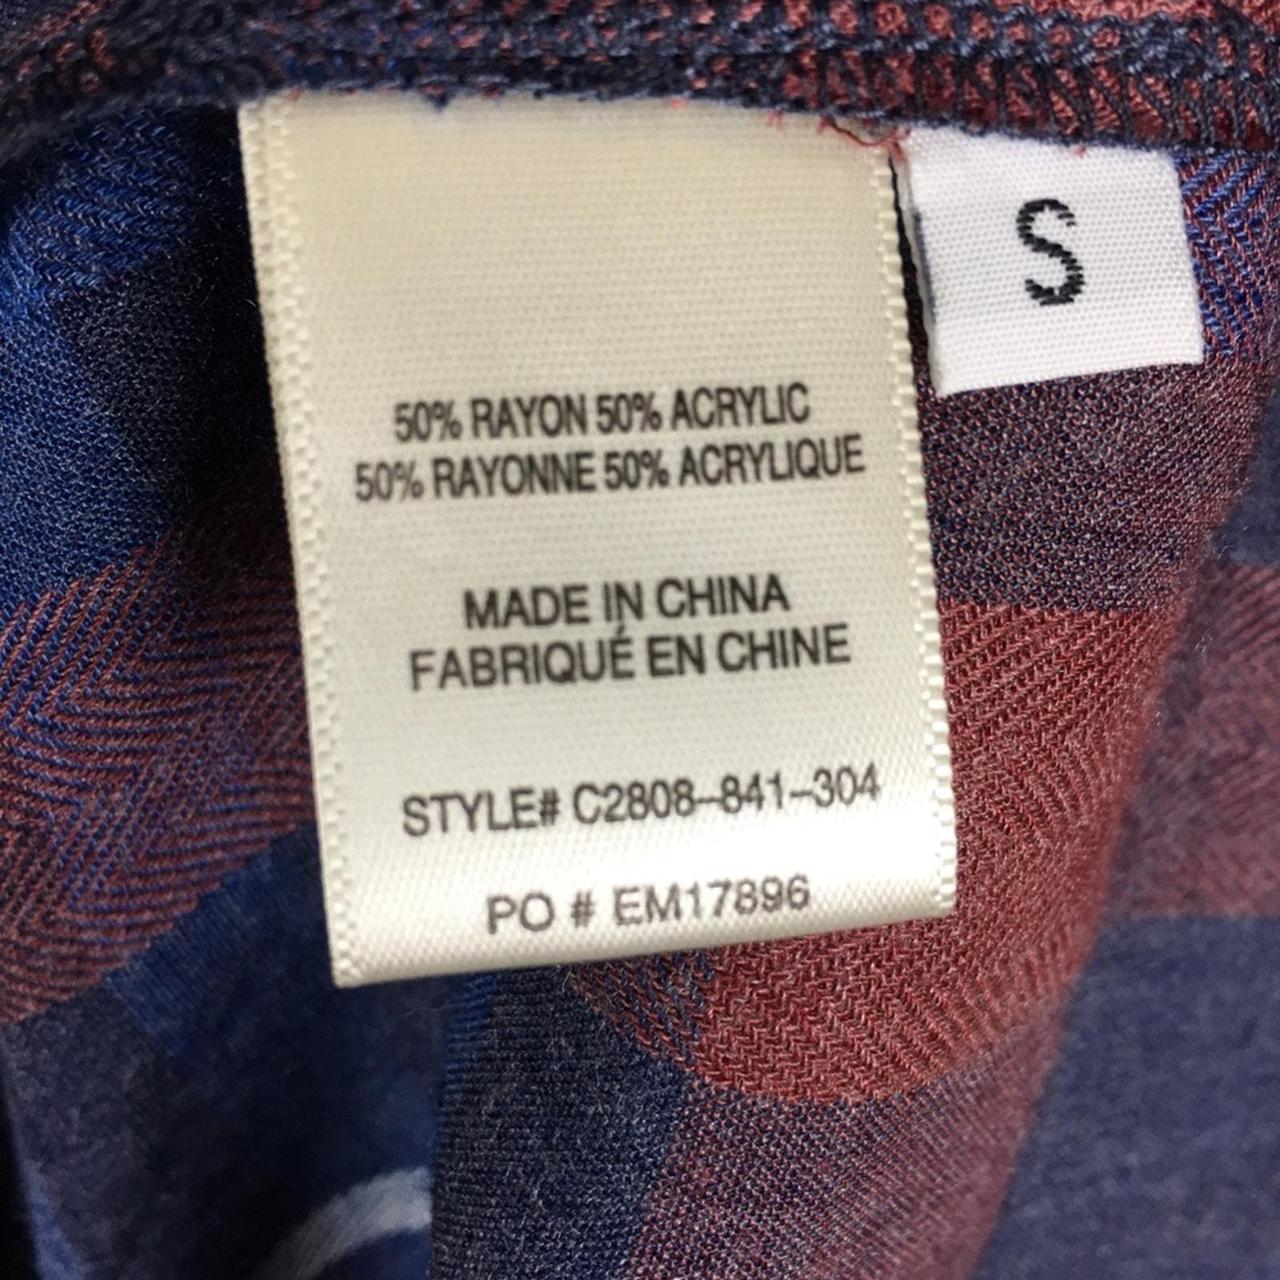 S
50% RAYON 50% ACRYLIC
50% RAYONNE 50% ACRYLIQUE
MADE IN CHINA
FABRIQUÉ EN CHINE
STYLE# C2808-841-304
PO # EM17896